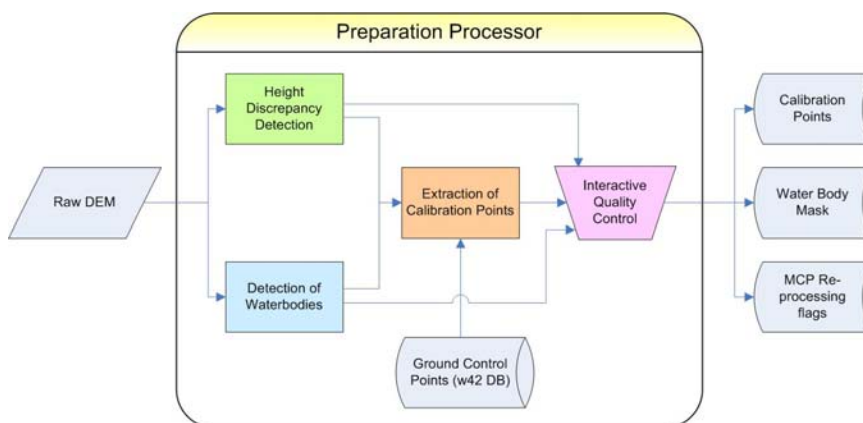 Preparation Processor
Height
Discrepancy
Detection
Raw DEM
Extraction of
Calibration Points
Interactive
Quality
Control
Detection of
Waterbodies
Ground Control
Points (w42 DB)
Calibration
Points
Water Body
Mask
MCP Re-
processing
flags